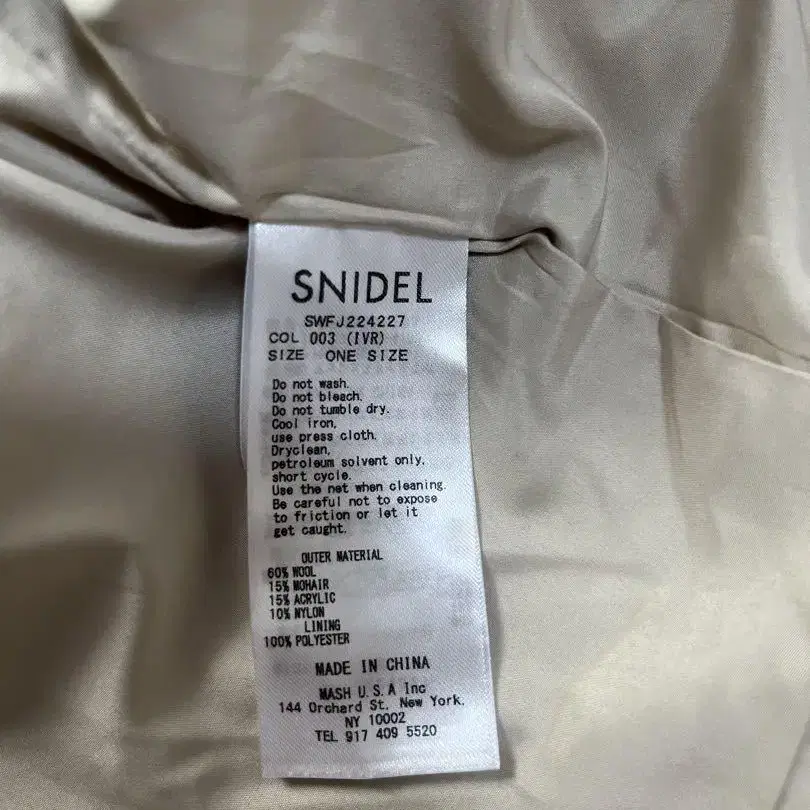 SNIDEL
SWFJ224227
COL 003 (IVR)
SIZE ONE SIZE
Do not wash.
Do not bleach.
Do not tumble dry.
Cool iron,
use press cloth.
Dryclean,
petroleum solvent only,
short cycle.
Use the net when cleaning.
Be careful not to expose
to friction or let it
get caught.
OUTER MATERIAL
60% WOOL
15% MOHAIR
15% ACRYLIC
10% NYLON
LINING
100% POLYESTER
MADE IN CHINA
MASH U.S.A Inc
144 Orchard St, New York,
NY 10002
TEL 917 409 5520